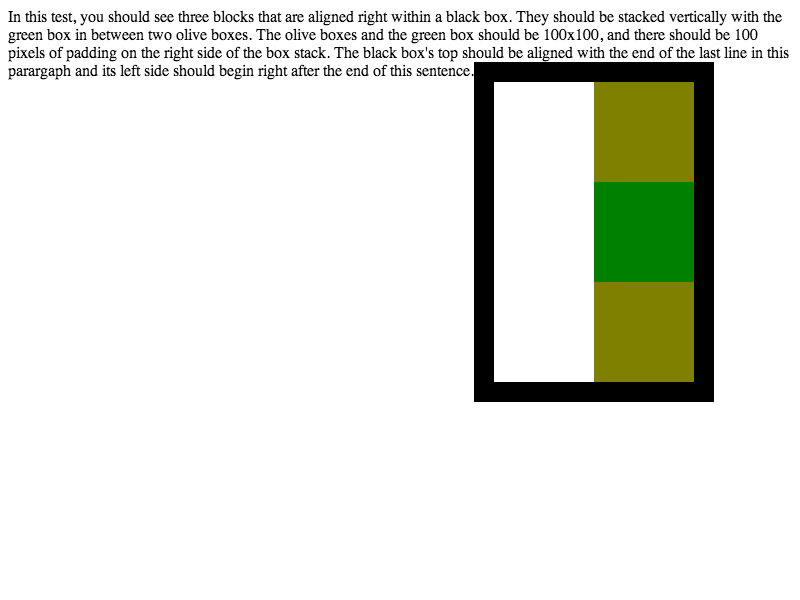 In this test, you should see three blocks that are aligned right within a black box. They should be stacked vertically with the
green box in between two olive boxes. The olive boxes and the green box should be 100x100, and there should be 100
pixels of padding on the right side of the box stack. The black box's top should be aligned with the end of the last line in this
parargaph and its left side should begin right after the end of this sentence.